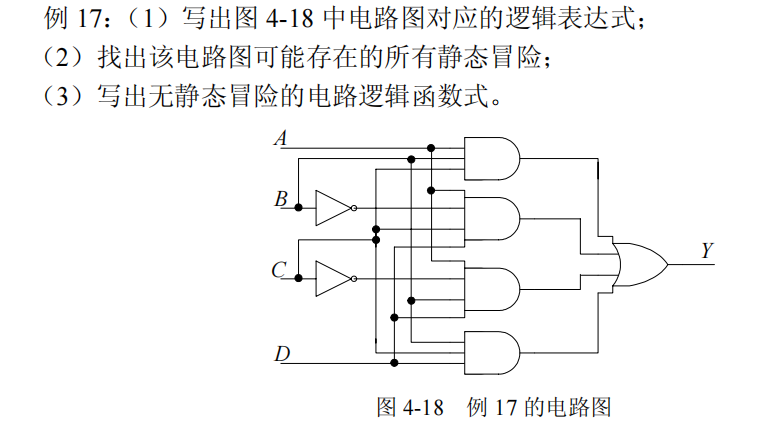 例 17：（1）写出图 4-18 中电路图对应的逻辑表达式；
（2）找出该电路图可能存在的所有静态冒险；
（3）写出无静态冒险的电路逻辑函数式。
A
B
Y
C
D
图 4-18 例 17 的电路图